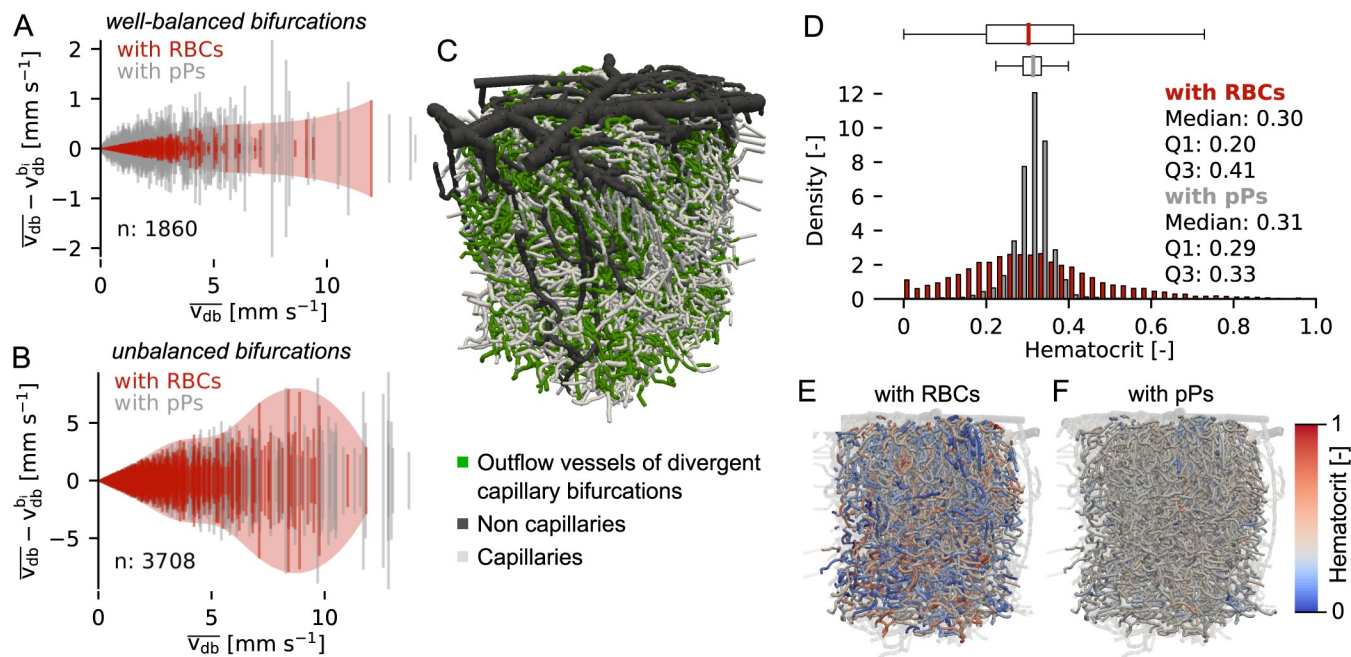 A
well-balanced bifurcations
with RBCs
with pPs
2
1
0
−1
−2
v̅db − vdb^bi [mm s⁻¹]
n: 1860
0
5
10
v̅db [mm s⁻¹]
B
unbalanced bifurcations
with RBCs
with pPs
5
0
−5
v̅db − vdb^bi [mm s⁻¹]
n: 3708
0
5
10
v̅db [mm s⁻¹]
C
Outflow vessels of divergent
capillary bifurcations
Non capillaries
Capillaries
D
12
10
8
6
4
2
0
Density [-]
with RBCs
Median: 0.30
Q1: 0.20
Q3: 0.41
with pPs
Median: 0.31
Q1: 0.29
Q3: 0.33
0
0.2
0.4
0.6
0.8
1.0
Hematocrit [-]
E
with RBCs
F
with pPs
1
Hematocrit [-]
0